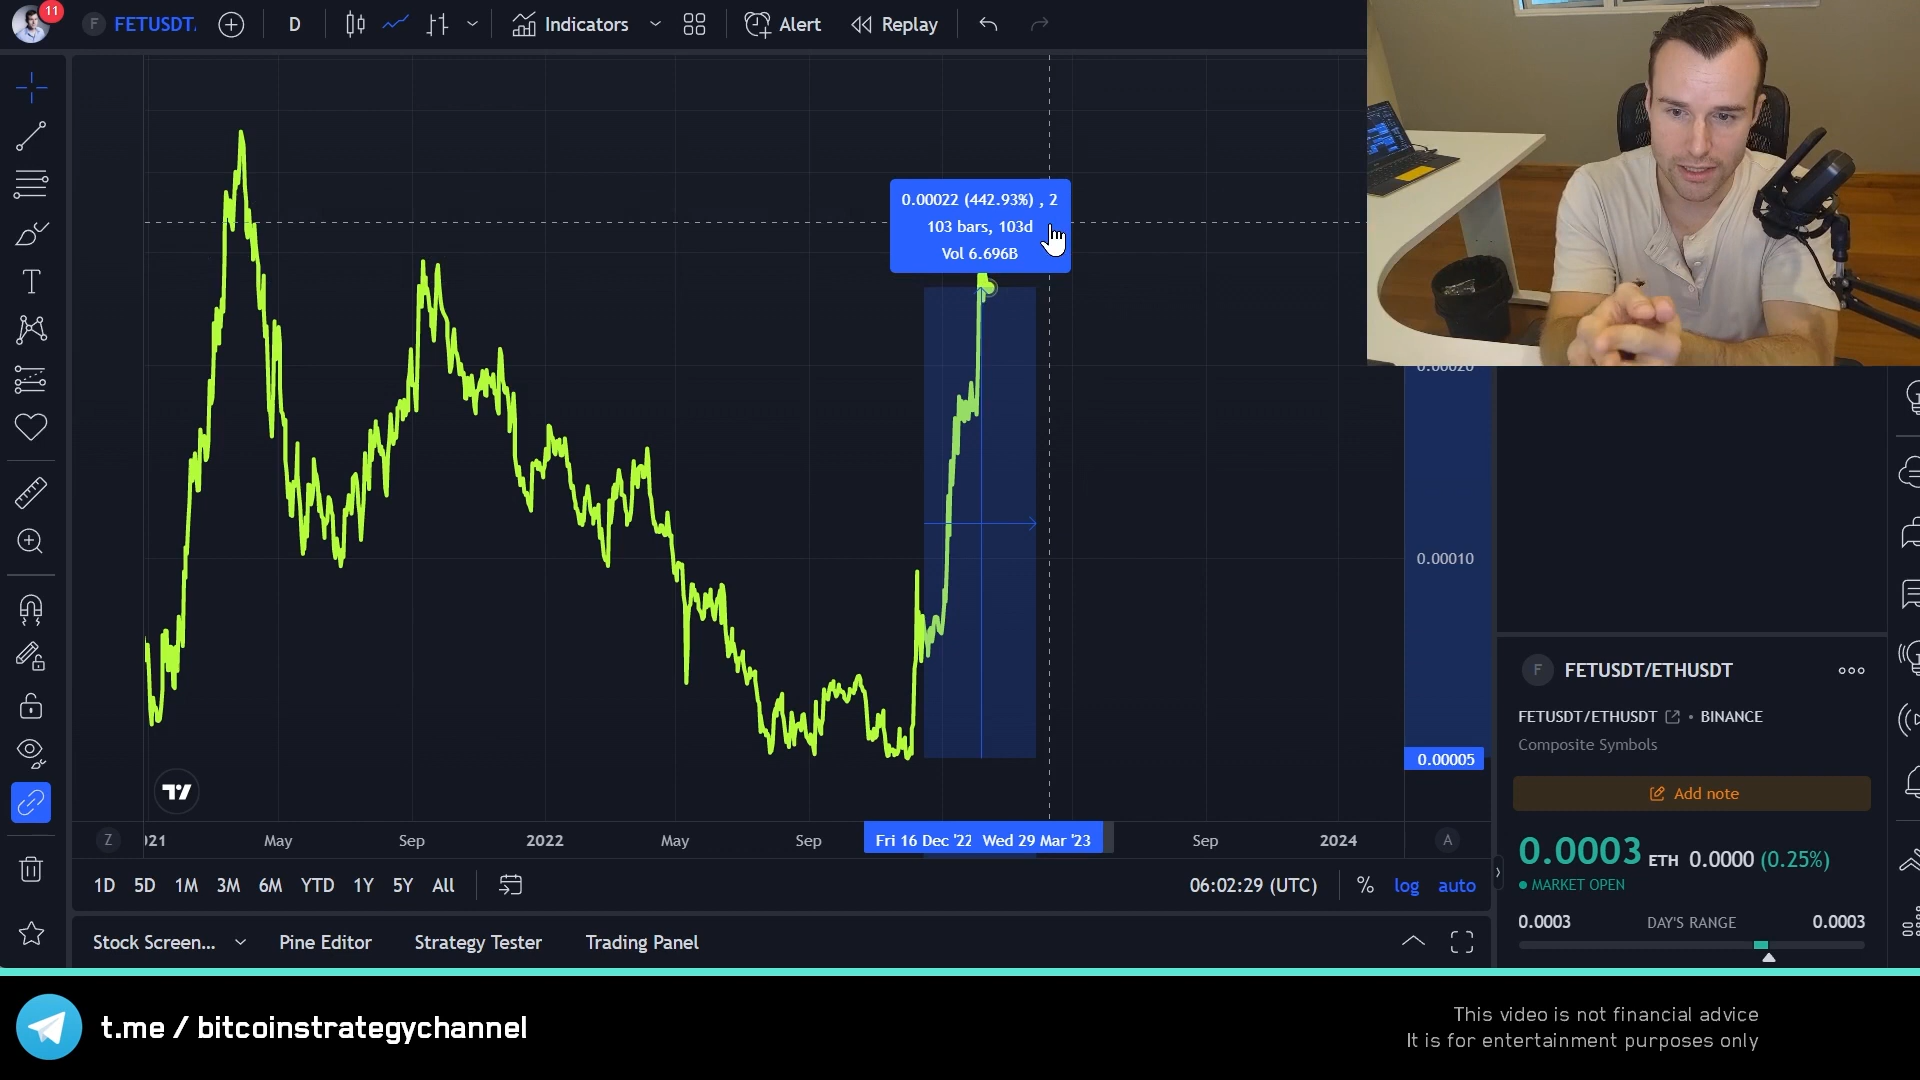 11
F FETUSDT.
D
Indicators
Alert
Replay
0.00022 (442.93%) , 2
103 bars, 103d
Vol 6.696B
0.00020
0.00010
0.00005
Z
)21
May
Sep
2022
May
Sep
Fri 16 Dec '22
Wed 29 Mar '23
Sep
2024
A
1D 5D 1M 3M 6M YTD 1Y 5Y All
06:02:29 (UTC)
% log auto
Stock Screen...
Pine Editor
Strategy Tester
Trading Panel
F FETUSDT/ETHUSDT
FETUSDT/ETHUSDT • BINANCE
Composite Symbols
Add note
0.0003 ETH 0.0000 (0.25%)
MARKET OPEN
0.0003 DAY'S RANGE 0.0003
t.me / bitcoinstrategychannel
This video is not financial advice
It is for entertainment purposes only